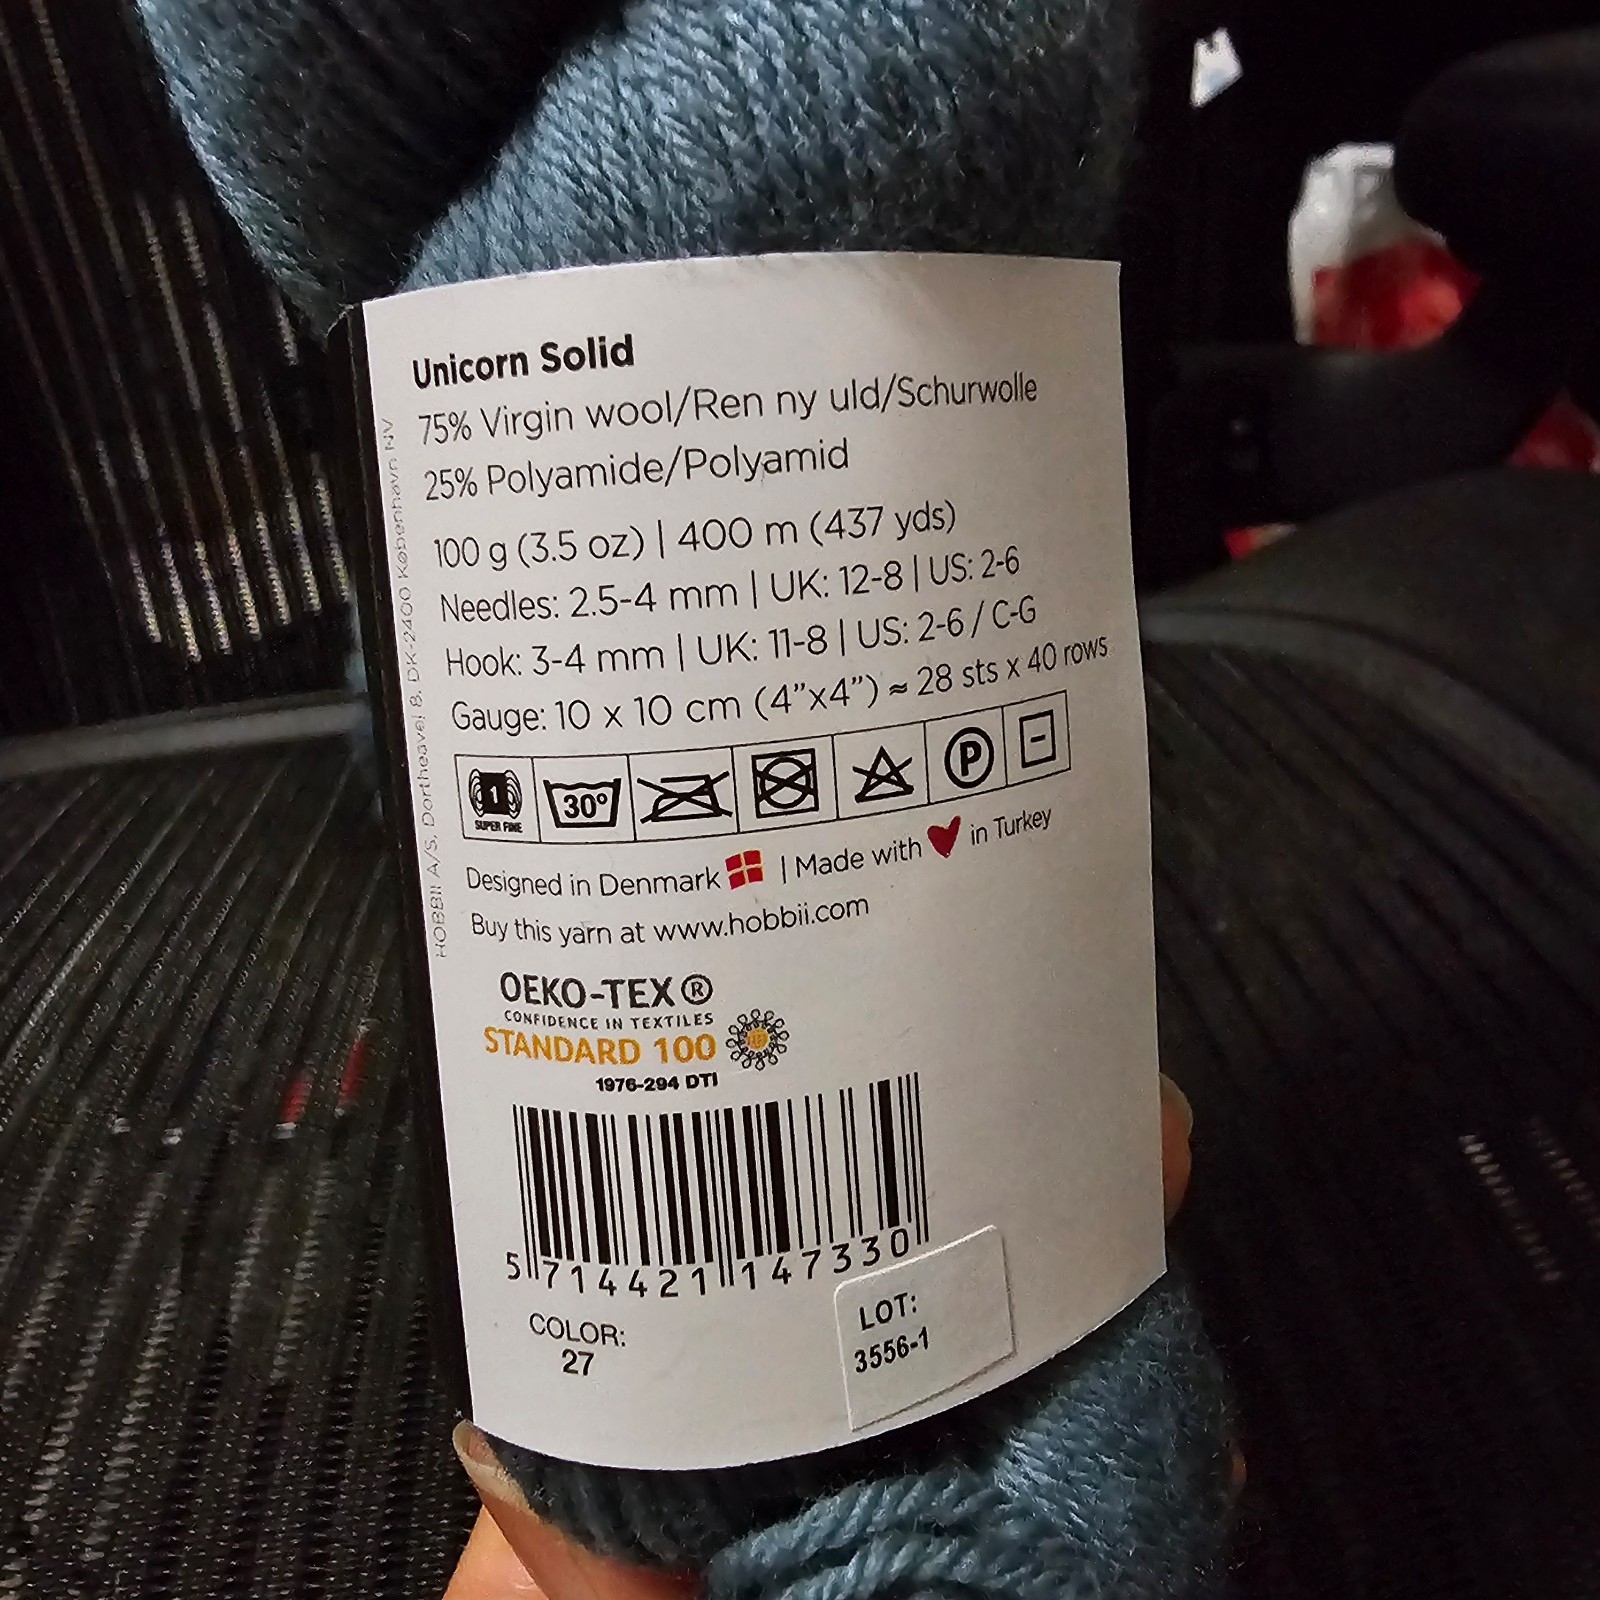 Unicorn Solid
75% Virgin wool/Ren ny uld/Schurwolle
25% Polyamide/Polyamid
100 g (3.5 oz) | 400 m (437 yds)
Needles: 2.5-4 mm | UK: 12-8 | US: 2-6
Hook: 3-4 mm | UK: 11-8 | US: 2-6 / C-G
Gauge: 10 x 10 cm (4”x4”) ≈ 28 sts x 40 rows
1
SUPER FINE
30°
P
Designed in Denmark | Made with in Turkey
Buy this yarn at www.hobbii.com
HOBBII A/S, Dortheavej 8, DK-2400 København NV
OEKO-TEX®
CONFIDENCE IN TEXTILES
STANDARD 100
1976-294 DTI
5 714421 147330
COLOR:
27
LOT:
3556-1